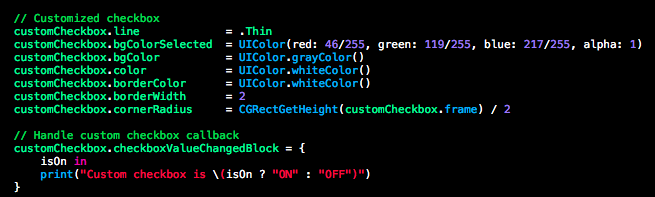 // Customized checkbox
customCheckbox.line             = .Thin
customCheckbox.bgColorSelected  = UIColor(red: 46/255, green: 119/255, blue: 217/255, alpha: 1)
customCheckbox.bgColor          = UIColor.grayColor()
customCheckbox.color            = UIColor.whiteColor()
customCheckbox.borderColor      = UIColor.whiteColor()
customCheckbox.borderWidth      = 2
customCheckbox.cornerRadius     = CGRectGetHeight(customCheckbox.frame) / 2
// Handle custom checkbox callback
customCheckbox.checkboxValueChangedBlock = {
    isOn in
    print("Custom checkbox is \(isOn ? "ON" : "OFF")")
}